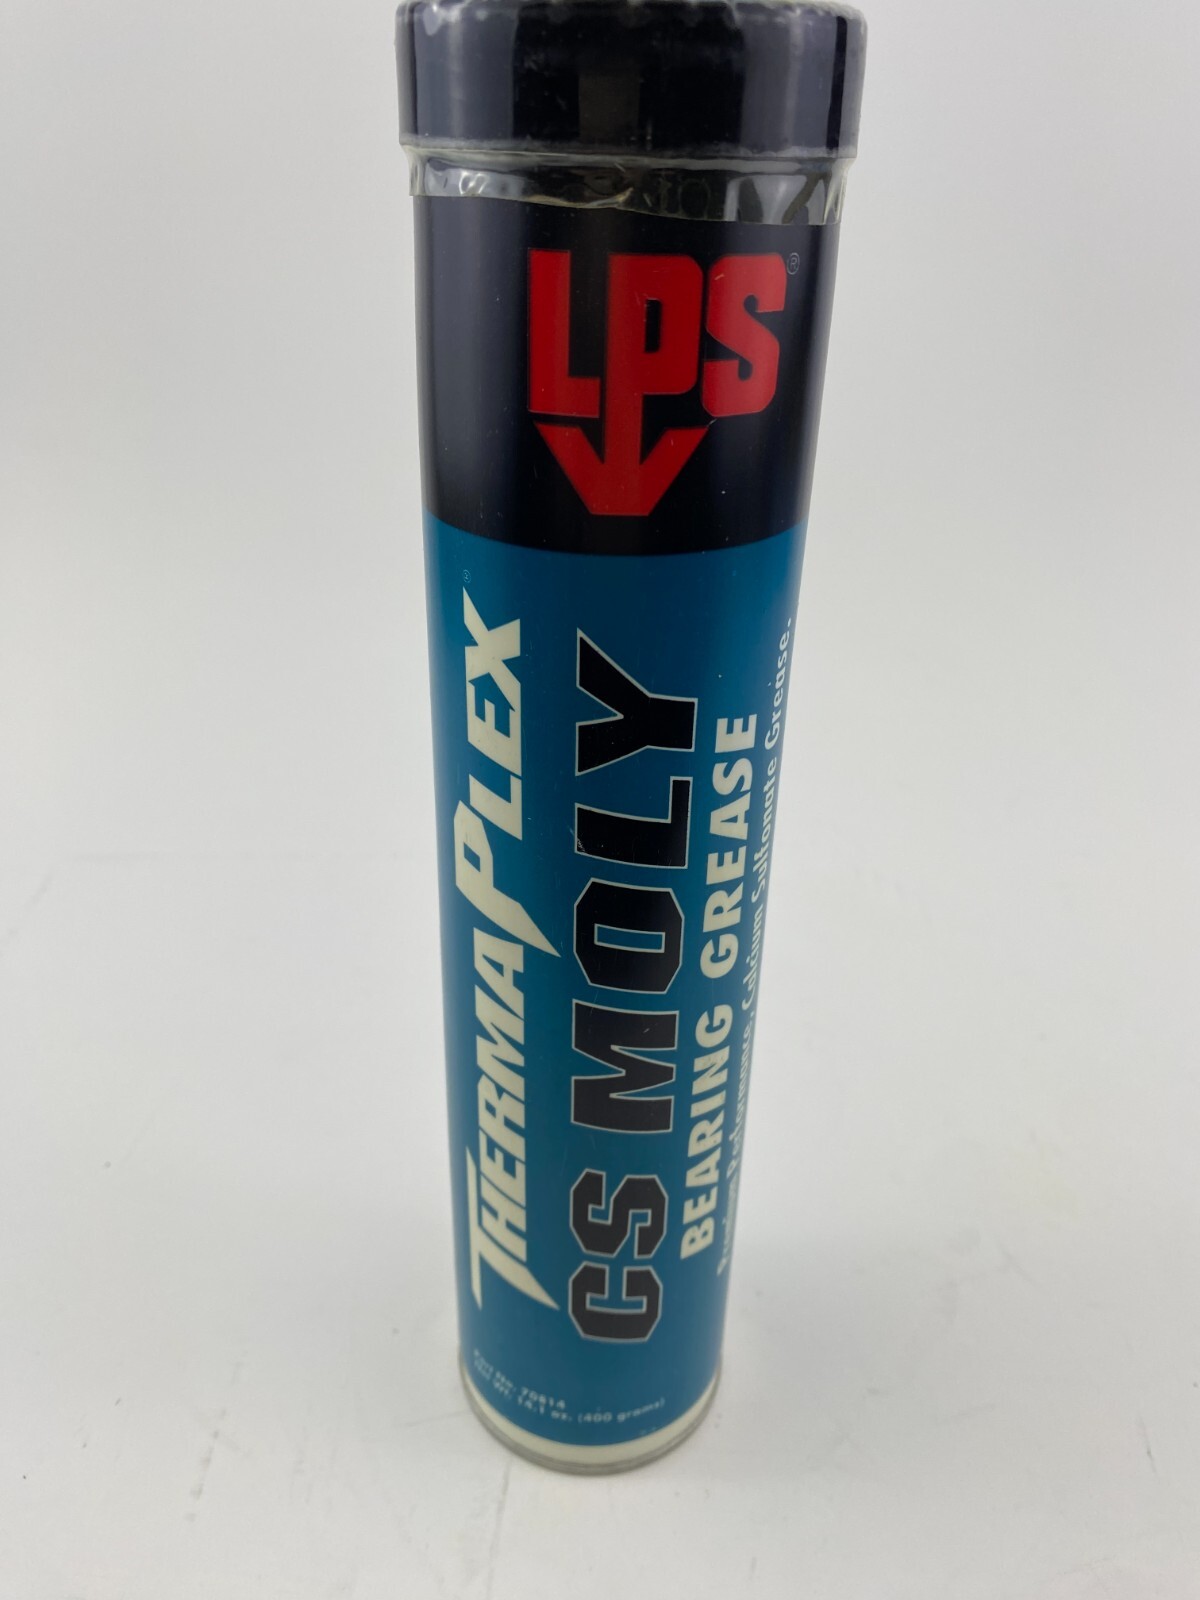 LPS®
THERMAPLEX®
CS MOLY
BEARING GREASE
Premium Performance, Calcium Sulfonate Grease.
Part No. 70814
Net Wt. 14.1 oz. (400 grams)